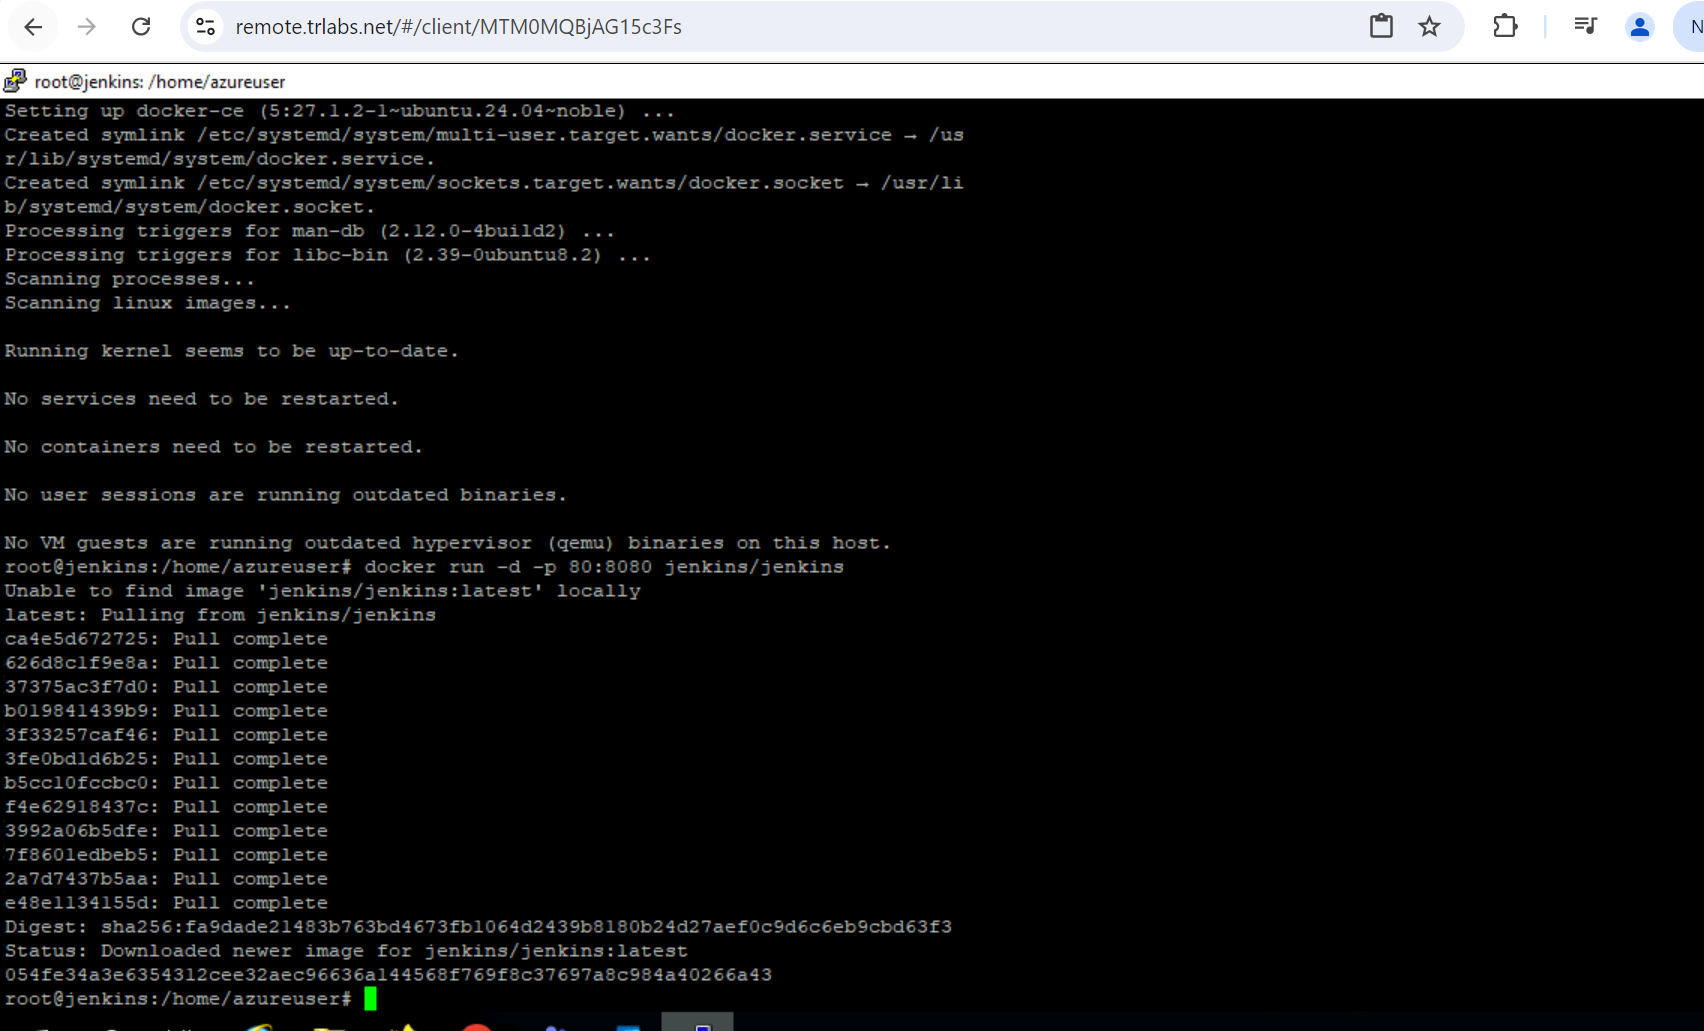 remote.trlabs.net/#/client/MTM0MQBjAG15c3Fs
N
root@jenkins: /home/azureuser
Setting up docker-ce (5:27.1.2-1~ubuntu.24.04~noble) ...
Created symlink /etc/systemd/system/multi-user.target.wants/docker.service → /us
r/lib/systemd/system/docker.service.
Created symlink /etc/systemd/system/sockets.target.wants/docker.socket → /usr/li
b/systemd/system/docker.socket.
Processing triggers for man-db (2.12.0-4build2) ...
Processing triggers for libc-bin (2.39-0ubuntu8.2) ...
Scanning processes...
Scanning linux images...
Running kernel seems to be up-to-date.
No services need to be restarted.
No containers need to be restarted.
No user sessions are running outdated binaries.
No VM guests are running outdated hypervisor (qemu) binaries on this host.
root@jenkins:/home/azureuser# docker run -d -p 80:8080 jenkins/jenkins
Unable to find image 'jenkins/jenkins:latest' locally
latest: Pulling from jenkins/jenkins
ca4e5d672725: Pull complete
626d8c1f9e8a: Pull complete
37375ac3f7d0: Pull complete
b019841439b9: Pull complete
3f33257caf46: Pull complete
3fe0bd1d6b25: Pull complete
b5cc10fccbc0: Pull complete
f4e62918437c: Pull complete
3992a06b5dfe: Pull complete
7f8601edbeb5: Pull complete
2a7d7437b5aa: Pull complete
e48e1134155d: Pull complete
Digest: sha256:fa9dade21483b763bd4673fb1064d2439b8180b24d27aef0c9d6c6eb9cbd63f3
Status: Downloaded newer image for jenkins/jenkins:latest
054fe34a3e6354312cee32aec96636a144568f769f8c37697a8c984a40266a43
root@jenkins:/home/azureuser#